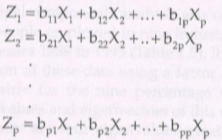 Z₁ = b₁₁X₁ + b₁₂X₂ + ...+ b₁ₚXₚ
Z₂ = b₂₁X₁ + b₂₂X₂ + ..+ b₂ₚXₚ
.
Zₚ = bₚ₁X₁ + bₚ₂X₂ + ...+ bₚₚXₚ